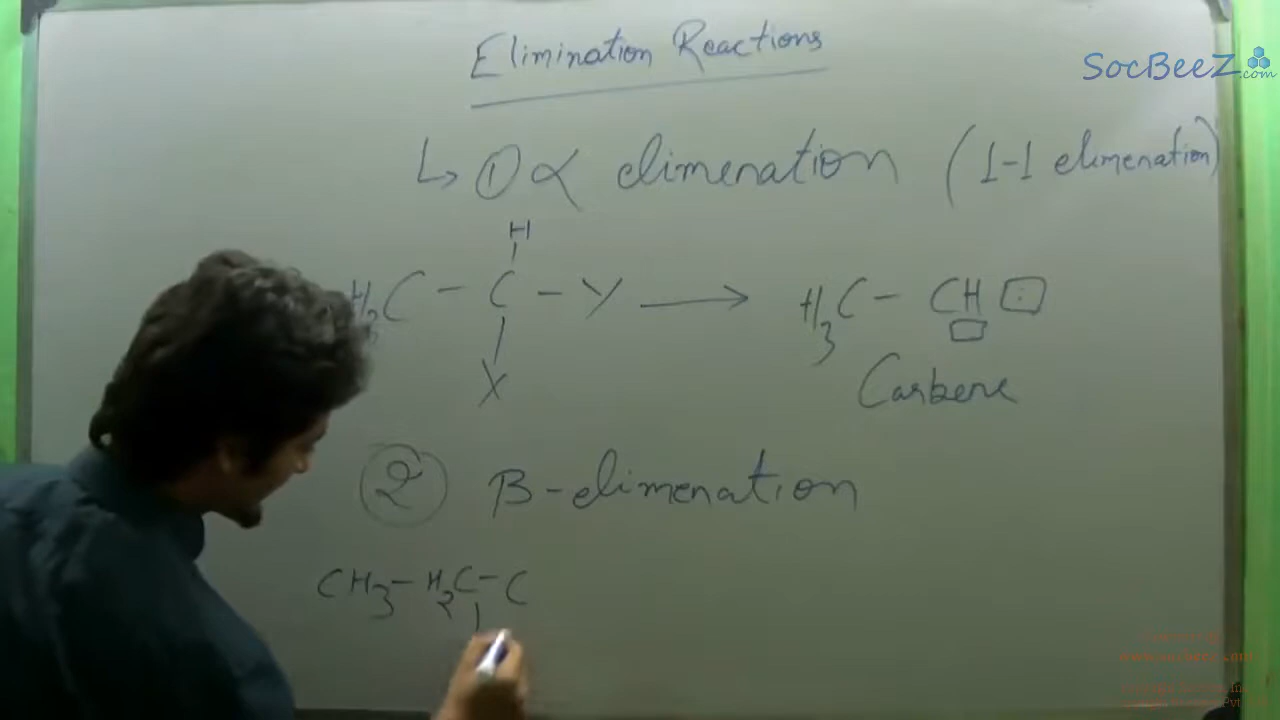 Elimination Reactions
SocBeeZ.com
↳ ① α elimenation (1-1 elimenation)
H
H3C - C - Y → H3C - CH
X
Carbene
② β-elimenation
CH3 - H2C - C